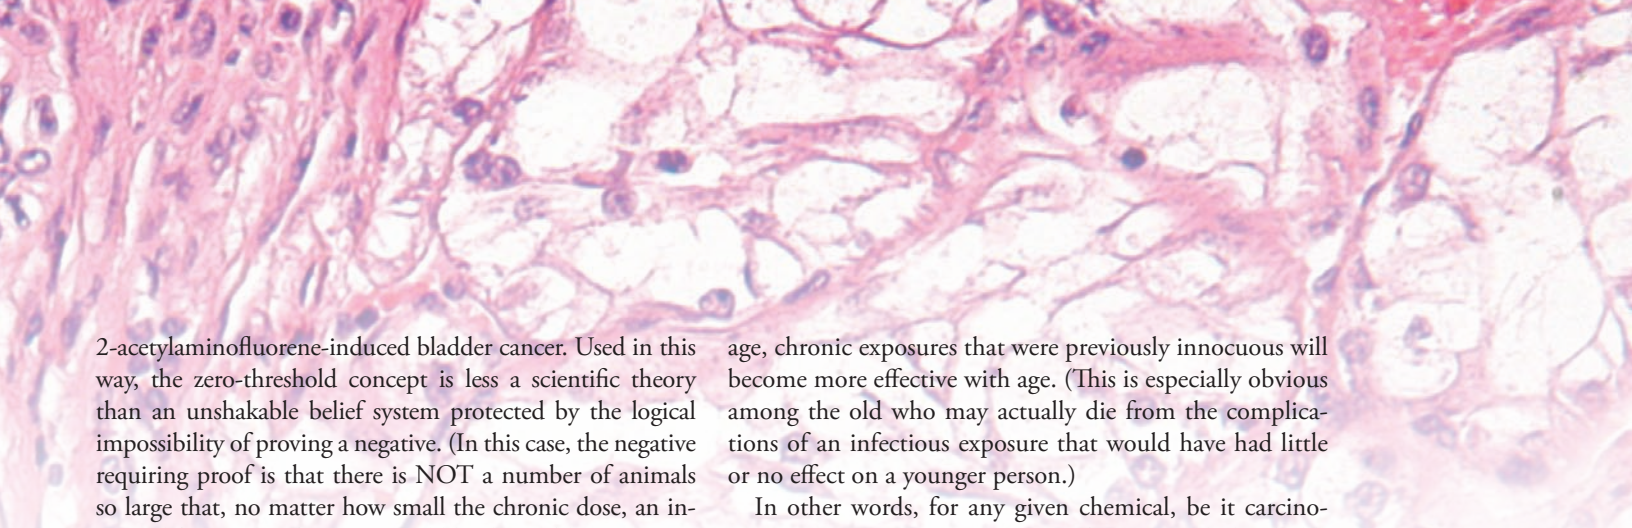 2-acetylaminofluorene-induced bladder cancer. Used in this
way, the zero-threshold concept is less a scientific theory
than an unshakable belief system protected by the logical
impossibility of proving a negative. (In this case, the negative
requiring proof is that there is NOT a number of animals
so large that, no matter how small the chronic dose, an in-
age, chronic exposures that were previously innocuous will
become more effective with age. (This is especially obvious
among the old who may actually die from the complica-
tions of an infectious exposure that would have had little
or no effect on a younger person.)
In other words, for any given chemical, be it carcino-